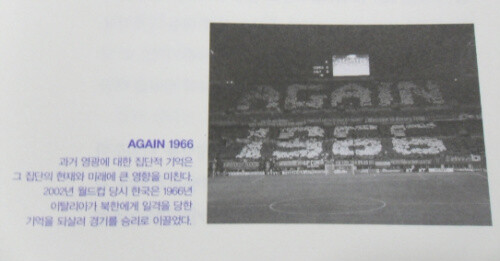 AGAIN
1966
AGAIN 1966
과거 영광에 대한 집단적 기억은
그 집단의 현재와 미래에 큰 영향을 미친다.
2002년 월드컵 당시 한국은 1966년
이탈리아가 북한에게 일격을 당한
기억을 되살려 경기를 승리로 이끌었다.